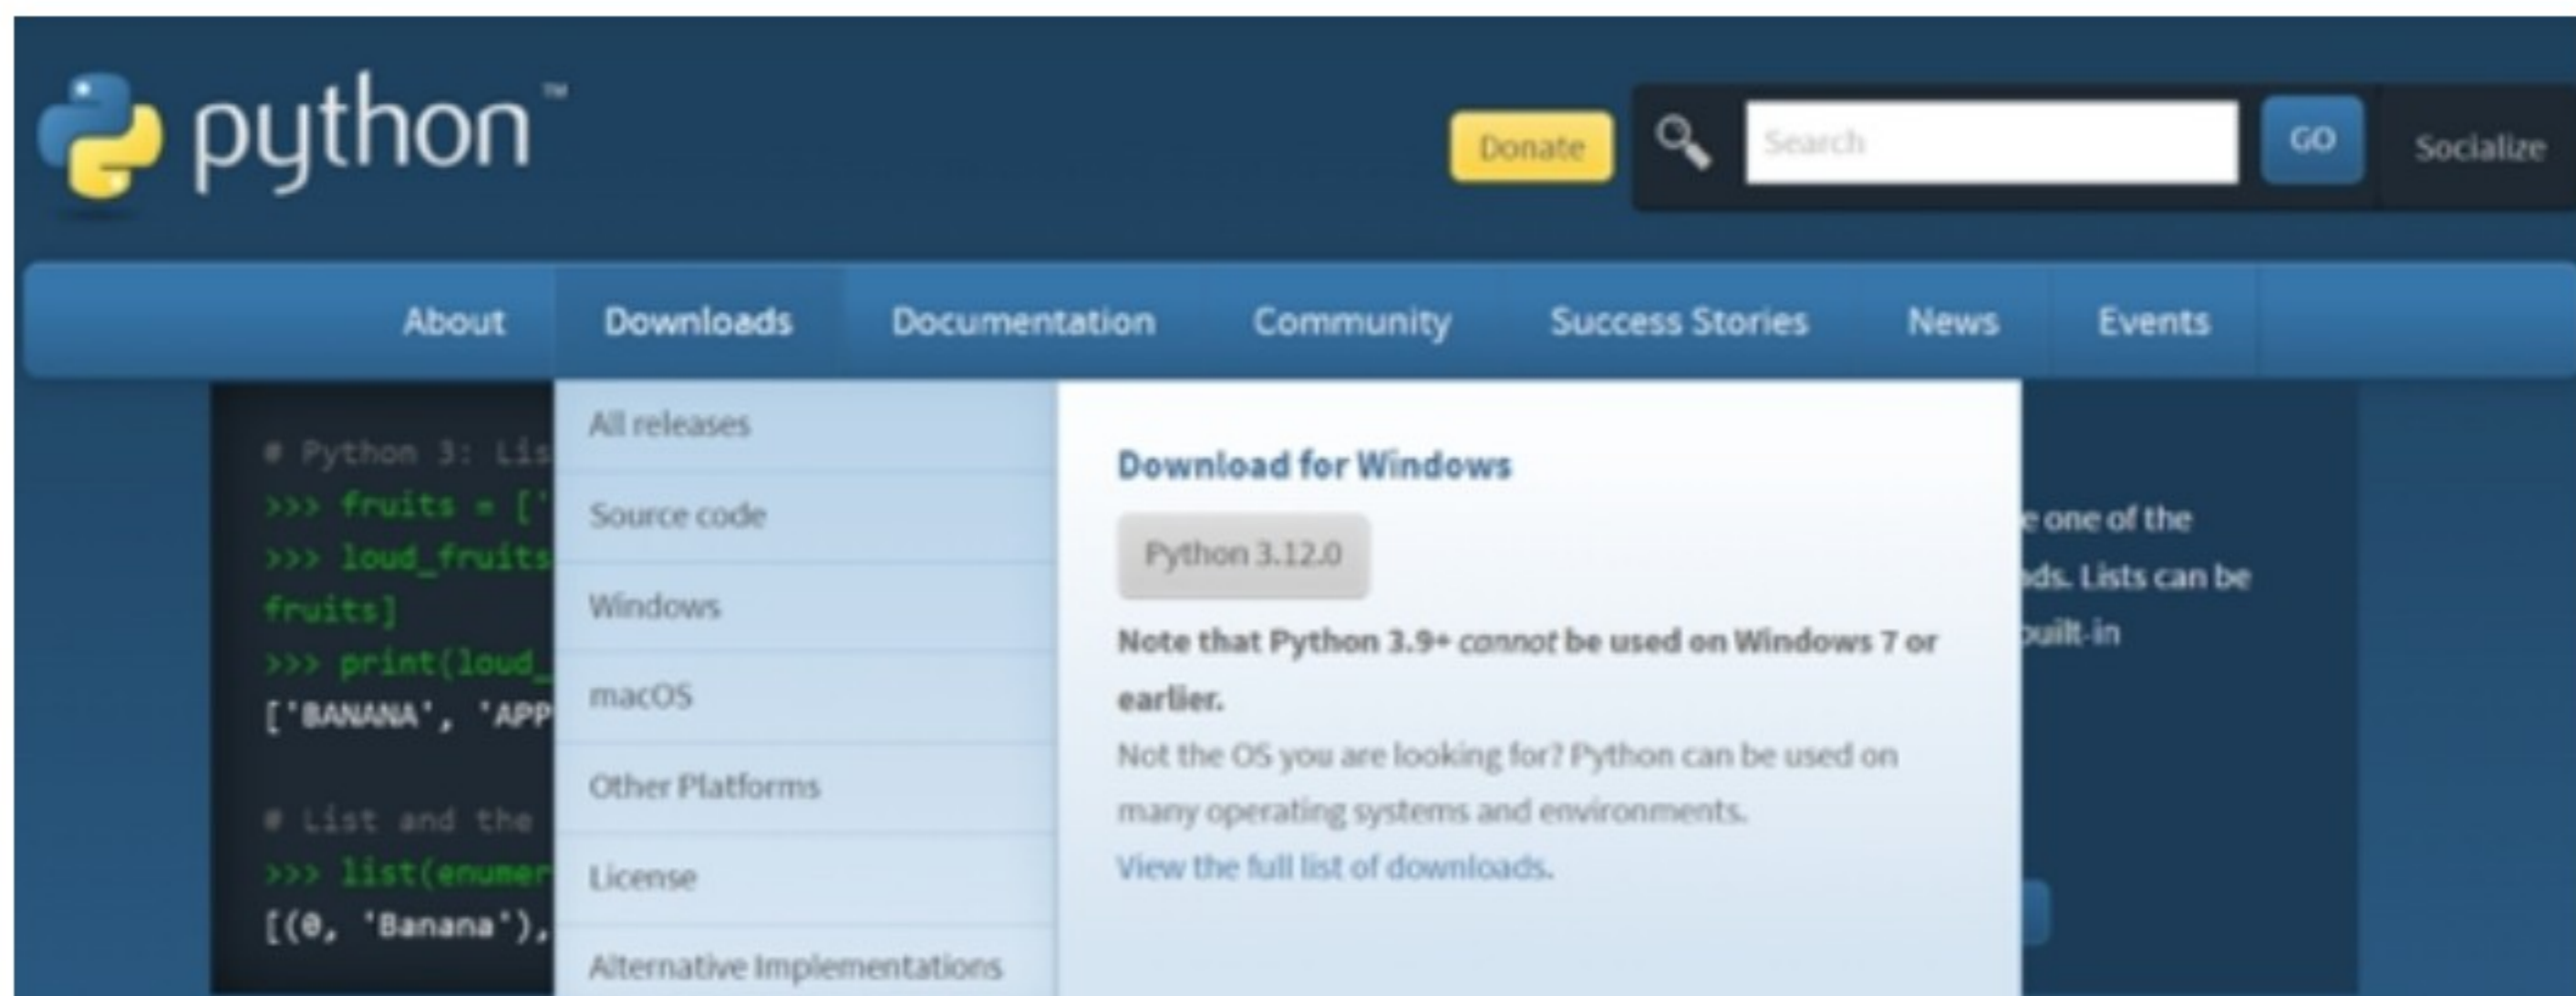 python™
Donate
Search
GO
Socialize
About
Downloads
Documentation
Community
Success Stories
News
Events
# Python 3: Lis
>>> fruits = ['
>>> loud_fruits
fruits]
>>> print(loud_
['BANANA', 'APP
# List and the
>>> list(enumer
[(0, 'Banana'),
All releases
Source code
Windows
macOS
Other Platforms
License
Alternative Implementations
Download for Windows
Python 3.12.0
Note that Python 3.9+ cannot be used on Windows 7 or
earlier.
Not the OS you are looking for? Python can be used on
many operating systems and environments.
View the full list of downloads.
e one of the
ds. Lists can be
built-in